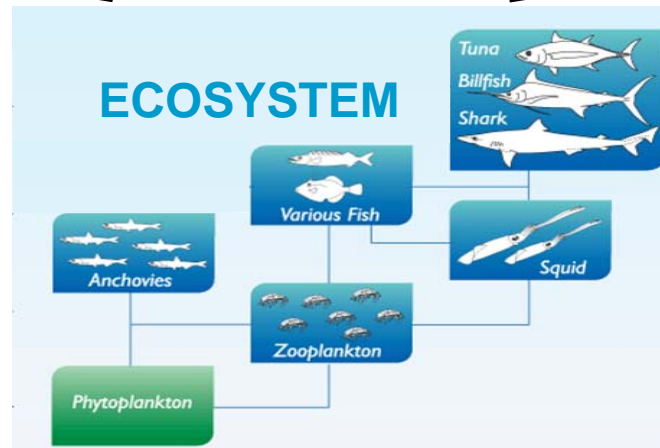 ECOSYSTEM
Tuna
Billfish
Shark
Various Fish
Anchovies
Squid
Zooplankton
Phytoplankton